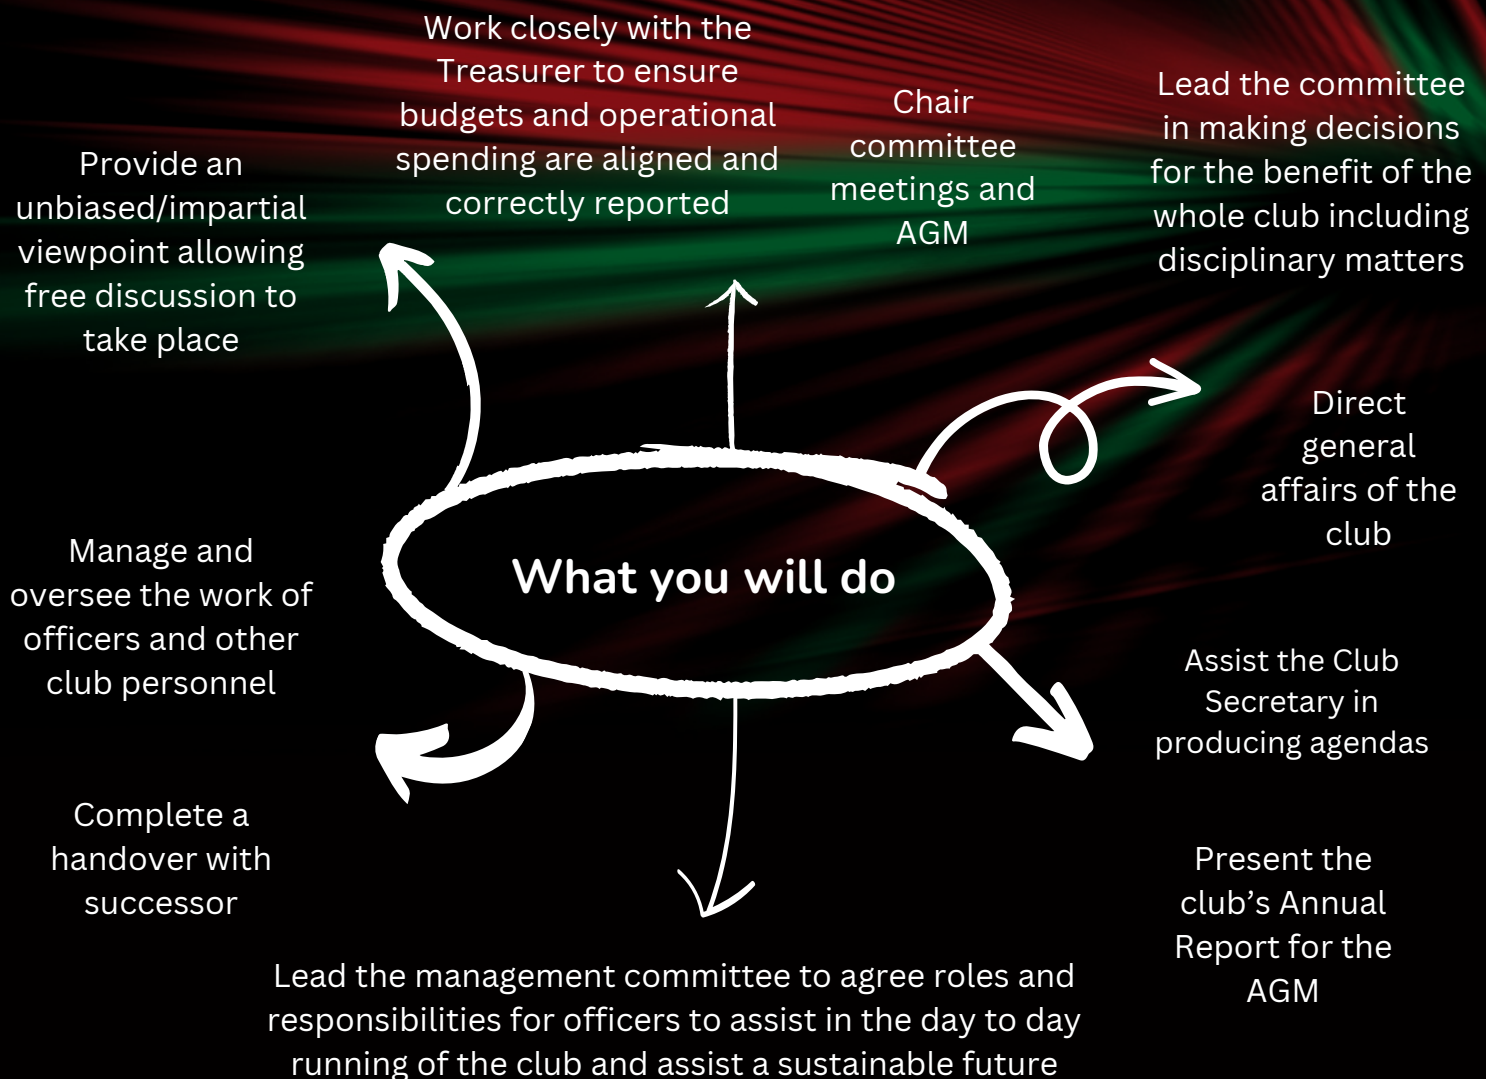 Work closely with the
Treasurer to ensure
budgets and operational
spending are aligned and
correctly reported
Chair
committee
meetings and
AGM
Lead the committee
in making decisions
for the benefit of the
whole club including
disciplinary matters
Provide an
unbiased/impartial
viewpoint allowing
free discussion to
take place
Direct
general
affairs of the
club
What you will do
Manage and
oversee the work of
officers and other
club personnel
Assist the Club
Secretary in
producing agendas
Complete a
handover with
successor
Present the
club’s Annual
Report for the
AGM
Lead the management committee to agree roles and
responsibilities for officers to assist in the day to day
running of the club and assist a sustainable future